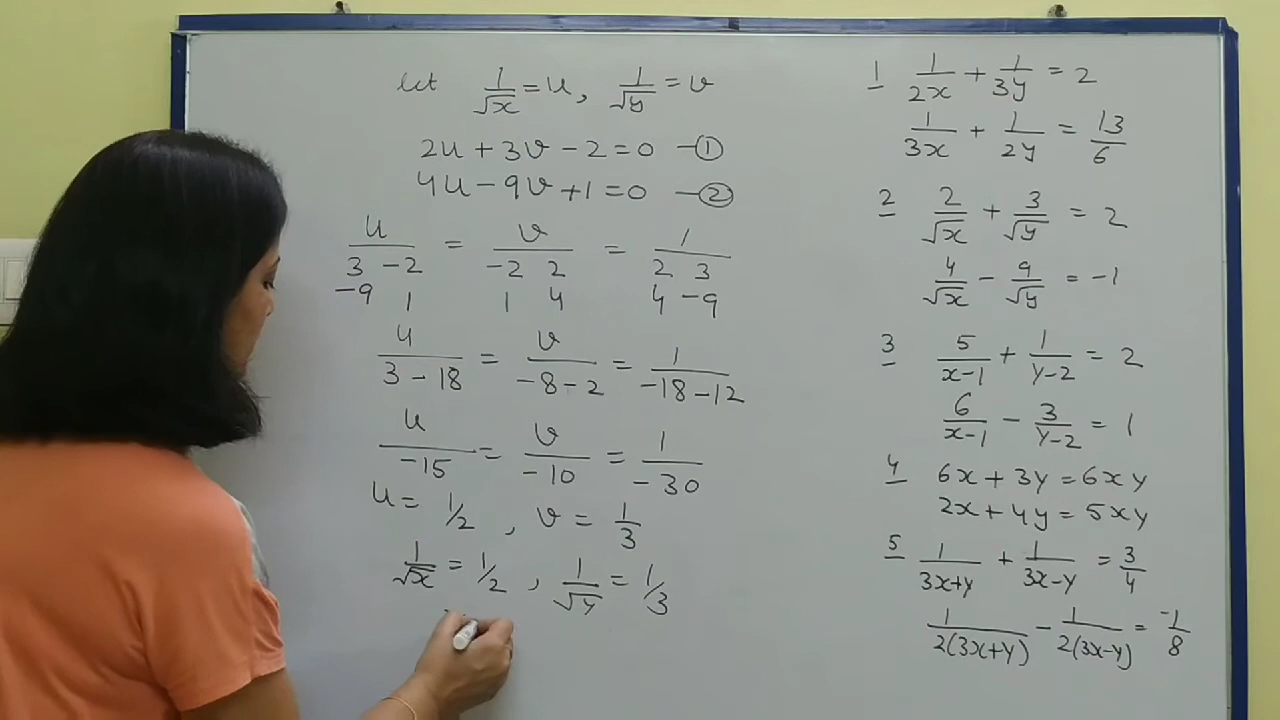 let 1/√x = u, 1/√y = v
2u + 3v - 2 = 0 —①
4u - 9v + 1 = 0 —②
u = v = 1
3 -2 -2 2 2 3
-9 1 1 4 4 -9
u/(3 - 18) = v/(-8 - 2) = 1/(-18 - 12)
u/-15 = v/-10 = 1/-30
u = 1/2, v = 1/3
1/√x = 1/2, 1/√y = 1/3
1 1/2x + 1/3y = 2
1/3x + 1/2y = 13/6
2 2/√x + 3/√y = 2
4/√x - 9/√y = -1
3 5/(x-1) + 1/(y-2) = 2
6/(x-1) - 3/(y-2) = 1
4 6x + 3y = 6xy
2x + 4y = 5xy
5 1/(3x+y) + 1/(3x-y) = 3/4
1/2(3x+y) - 1/2(3x-y) = -1/8